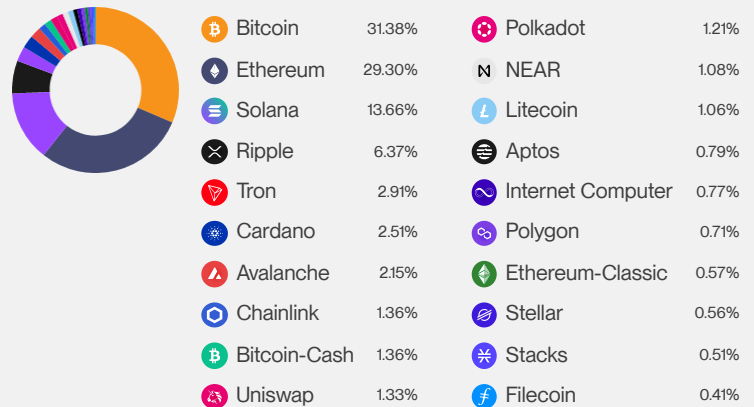 Bitcoin 31.38%
Ethereum 29.30%
Solana 13.66%
Ripple 6.37%
Tron 2.91%
Cardano 2.51%
Avalanche 2.15%
Chainlink 1.36%
Bitcoin-Cash 1.36%
Uniswap 1.33%
Polkadot 1.21%
NEAR 1.08%
Litecoin 1.06%
Aptos 0.79%
Internet Computer 0.77%
Polygon 0.71%
Ethereum-Classic 0.57%
Stellar 0.56%
Stacks 0.51%
Filecoin 0.41%